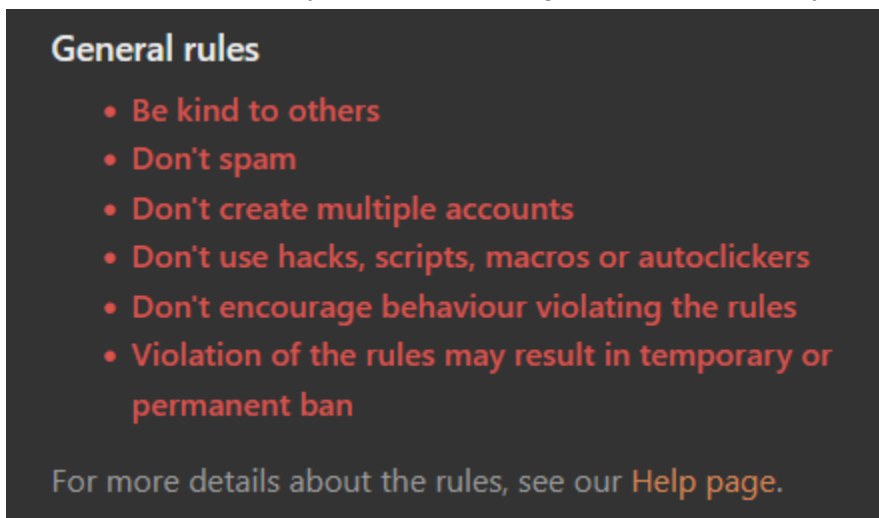 General rules
• Be kind to others
• Don't spam
• Don't create multiple accounts
• Don't use hacks, scripts, macros or autoclickers
• Don't encourage behaviour violating the rules
• Violation of the rules may result in temporary or
permanent ban
For more details about the rules, see our Help page.